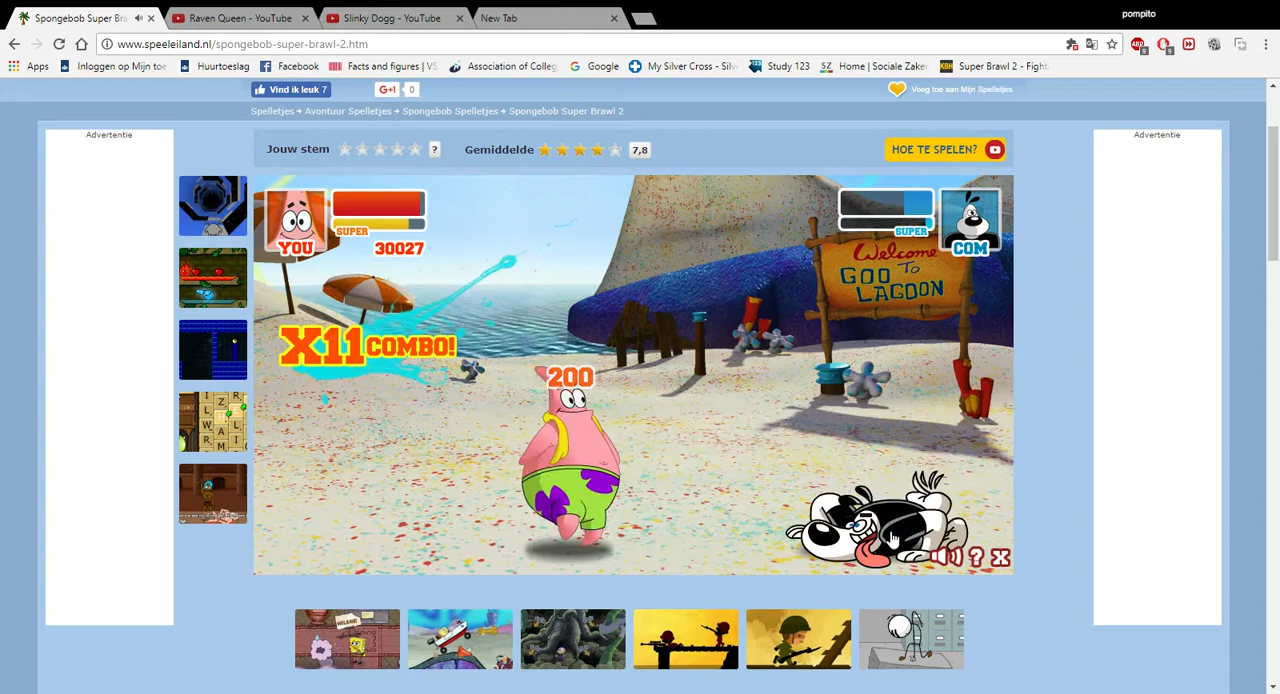 pompito
Spongebob Super Bra
Raven Queen - YouTube
Slinky Dogg - YouTube
New Tab
www.speeleiland.nl/spongebob-super-brawl-2.htm
Apps
Inloggen op Mijn toe
Huurtoeslag
Facebook
Facts and figures | VS
Association of Colleg
Google
My Silver Cross - Silv
Study 123
Home | Sociale Zaken
Super Brawl 2 - Fight
Vind ik leuk 7
G+1 0
Voeg toe aan Mijn Spelletjes
Spelletjes Avontuur Spelletjes Spongebob Spelletjes Spongebob Super Brawl 2
Advertentie
Jouw stem ?
Gemiddelde 7,8
HOE TE SPELEN?
Advertentie
SUPER
YOU
30027
SUPER
COM
Welcome
To
GOO
LAGOON
X11 COMBO!
200
? X